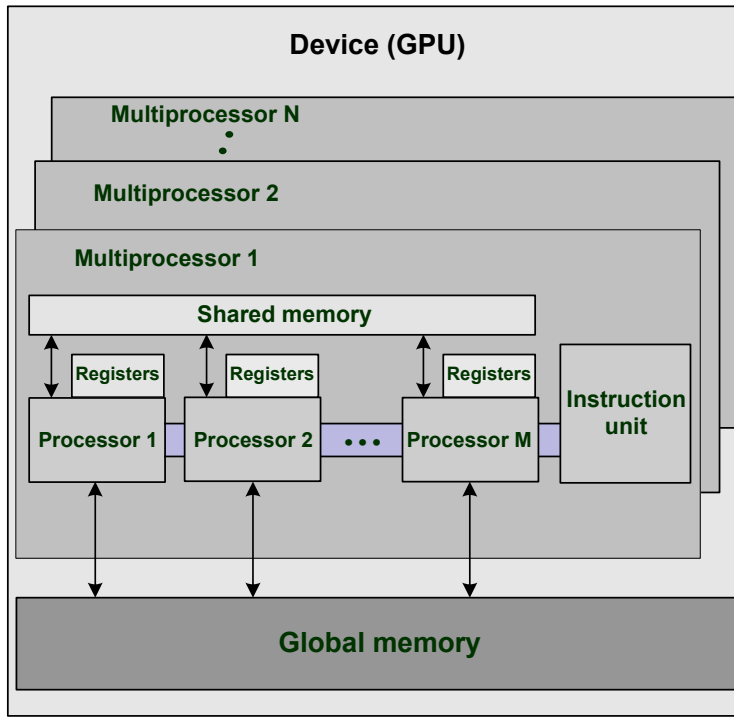 Device (GPU)
Multiprocessor N
Multiprocessor 2
Multiprocessor 1
Shared memory
Registers
Registers
Registers
Processor 1
Processor 2
Processor M
Instruction
unit
Global memory